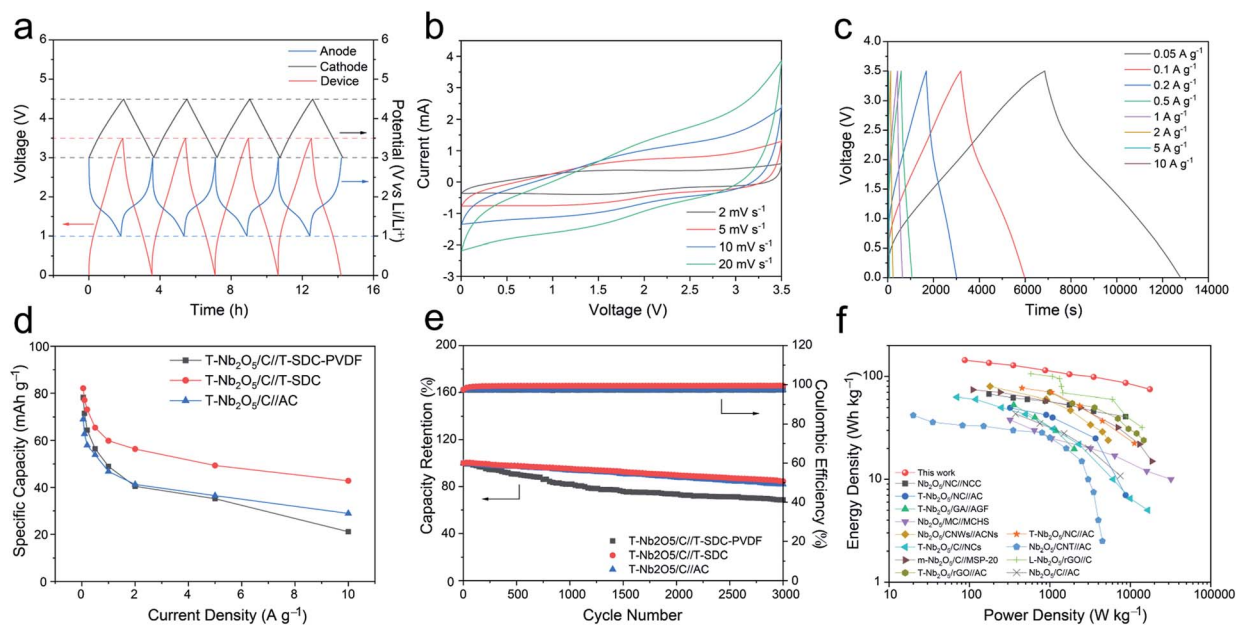 a
Voltage (V)
6
5
4
3
2
1
0
Anode
Cathode
Device
6
5
4
3
2
1
0
Potential (V vs Li/Li⁺)
0 2 4 6 8 10 12 14 16
Time (h)
b
Current (mA)
4
3
2
1
0
-1
-2
-3
2 mV s⁻¹
5 mV s⁻¹
10 mV s⁻¹
20 mV s⁻¹
0 0.5 1 1.5 2 2.5 3 3.5
Voltage (V)
c
Voltage (V)
4.0
3.5
3.0
2.5
2.0
1.5
1.0
0.5
0.0
0.05 A g⁻¹
0.1 A g⁻¹
0.2 A g⁻¹
0.5 A g⁻¹
1 A g⁻¹
2 A g⁻¹
5 A g⁻¹
10 A g⁻¹
0 2000 4000 6000 8000 10000 12000 14000
Time (s)
d
Specific Capacity (mAh g⁻¹)
100
80
60
40
20
0
T-Nb₂O₅/C//T-SDC-PVDF
T-Nb₂O₅/C//T-SDC
T-Nb₂O₅/C//AC
0 2 4 6 8 10
Current Density (A g⁻¹)
e
Capacity Retention (%)
200
160
120
80
40
0
120
100
80
60
40
20
0
Coulombic Efficiency (%)
T-Nb2O5/C//T-SDC-PVDF
T-Nb2O5/C//T-SDC
T-Nb2O5/C//AC
0 500 1000 1500 2000 2500 3000
Cycle Number
f
Energy Density (Wh kg⁻¹)
100
10
1
This work
Nb₂O₅/NC//NCC
T-Nb₂O₅/NC//AC
T-Nb₂O₅/GA//AGF
Nb₂O₅/MC//MCHS
Nb₂O₅/CNWs//ACNs
T-Nb₂O₅/C//NCs
m-Nb₂O₅/C//MSP-20
T-Nb₂O₅/rGO//AC
T-Nb₂O₅/NC//AC
Nb₂O₅/CNT//AC
L-Nb₂O₅/rGO//C
Nb₂O₅/C//AC
10 100 1000 10000 100000
Power Density (W kg⁻¹)